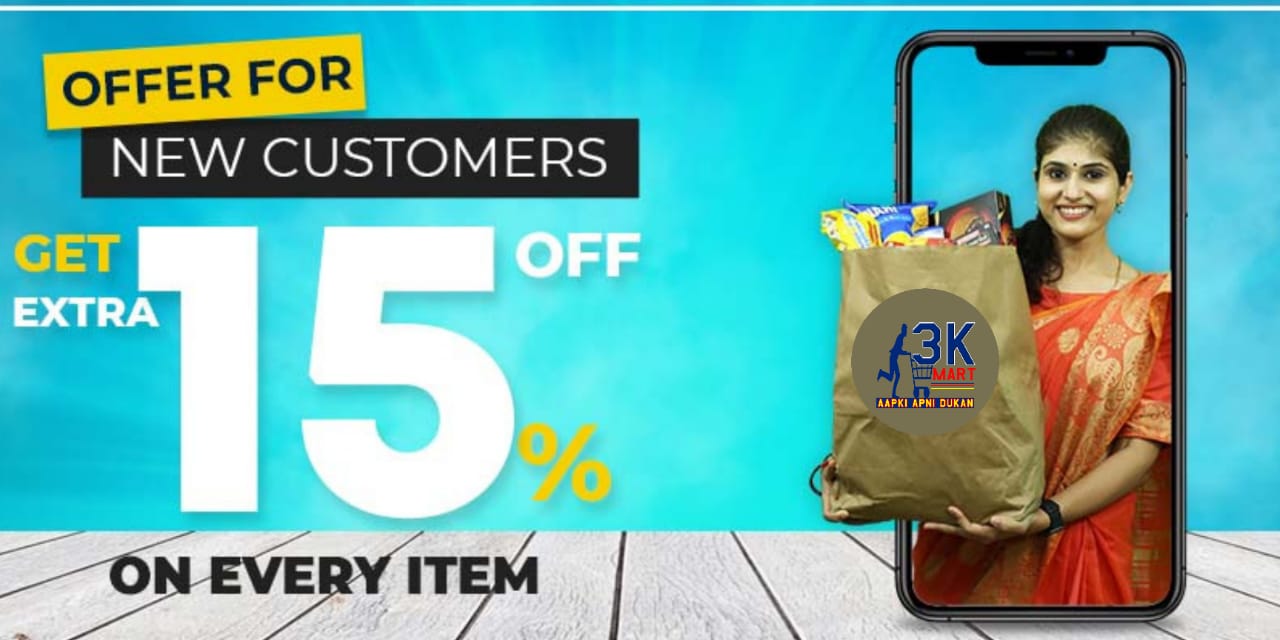 OFFER FOR
NEW CUSTOMERS
GET
EXTRA
15
%
OFF
ON EVERY ITEM
3K
MART
AAPKI APNI DUKAN